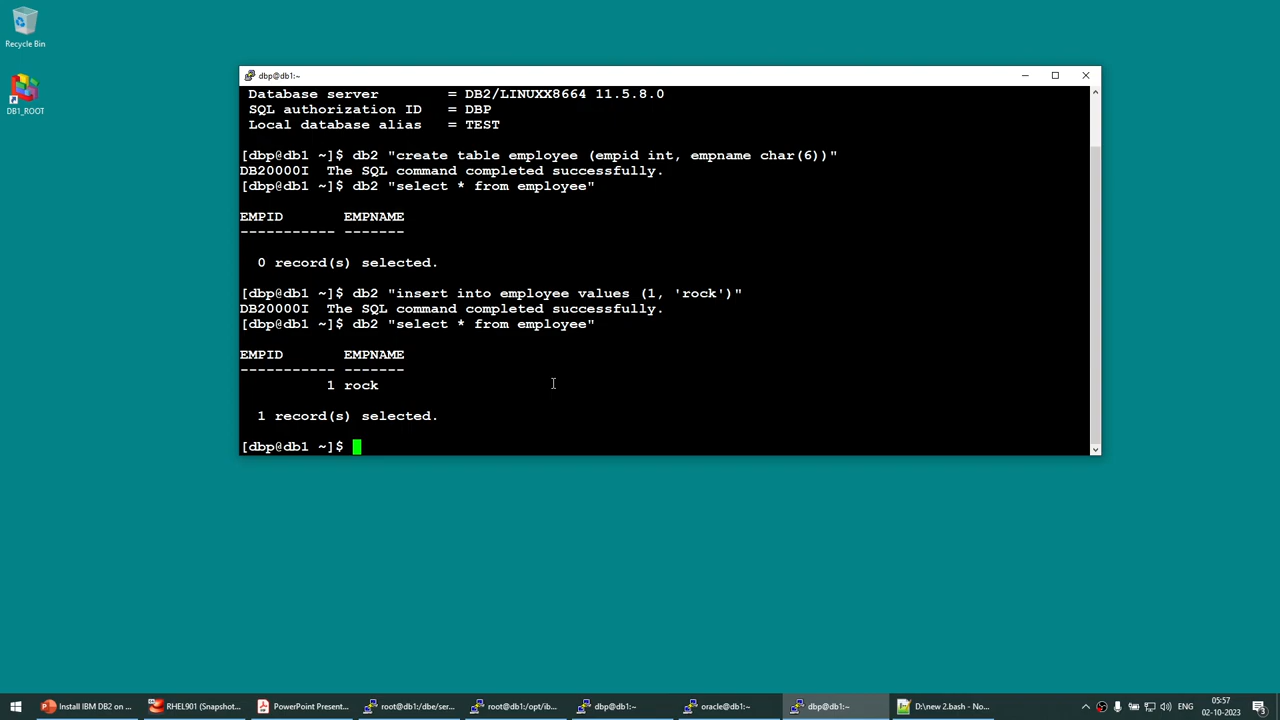 Recycle Bin
DB1_ROOT
dbp@db1:~
Database server       = DB2/LINUXX8664 11.5.8.0
SQL authorization ID  = DBP
Local database alias  = TEST
[dbp@db1 ~]$ db2 "create table employee (empid int, empname char(6))"
DB20000I  The SQL command completed successfully.
[dbp@db1 ~]$ db2 "select * from employee"
EMPID       EMPNAME
----------- -------
0 record(s) selected.
[dbp@db1 ~]$ db2 "insert into employee values (1, 'rock')"
DB20000I  The SQL command completed successfully.
[dbp@db1 ~]$ db2 "select * from employee"
EMPID       EMPNAME
----------- -------
1 rock
1 record(s) selected.
[dbp@db1 ~]$
Install IBM DB2 on ... RHEL901 (Snapshot... PowerPoint Present... root@db1:/dbe/ser... root@db1:/opt/ib... dbp@db1:~ oracle@db1:~ dbp@db1:~ D:\new 2.bash - No... ENG 05:57
02-10-2023